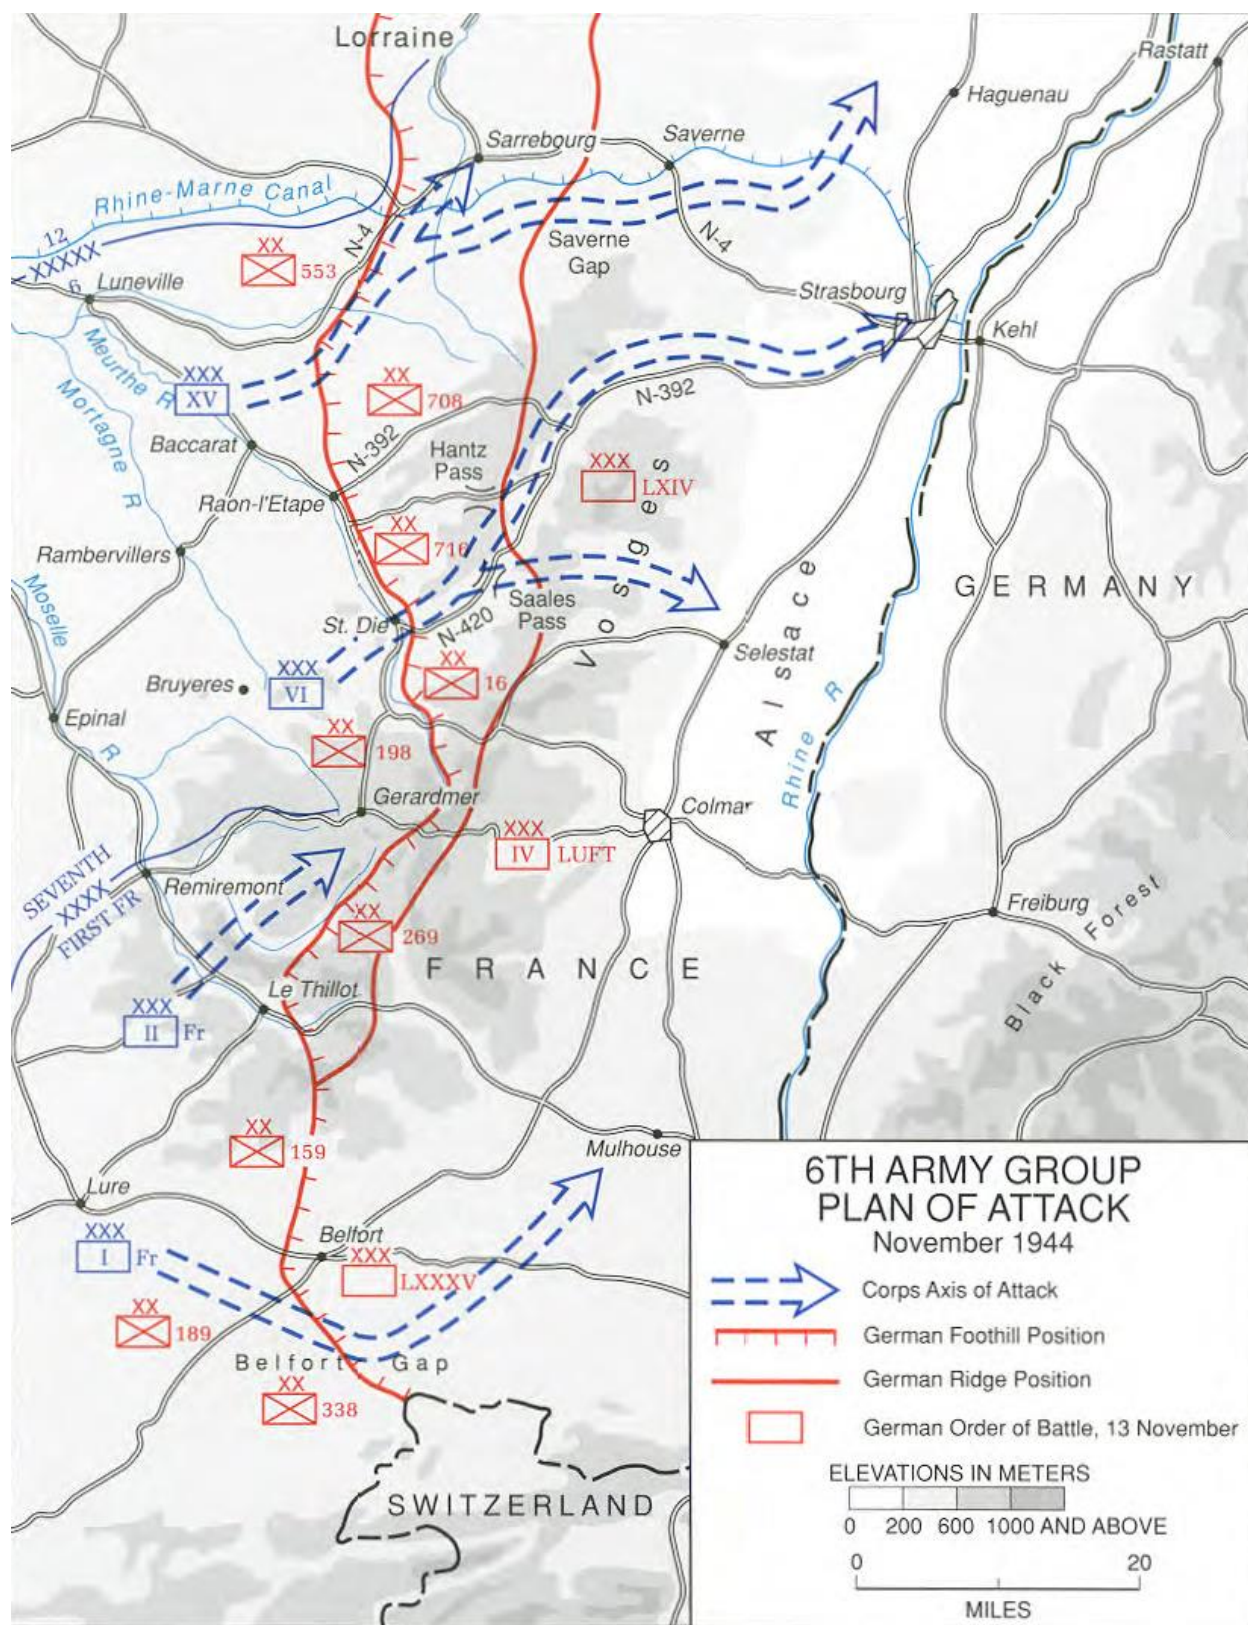 Lorraine
Rastatt
Haguenau
Sarrebourg
Saverne
Rhine-Marne Canal
12
XXXXX
6
N-4
XX
553
Saverne
Gap
N-4
Luneville
Strasbourg
Kehl
Meurthe R
XXX
XV
XX
708
N-392
Mortagne R
Baccarat
N-392
Hantz
Pass
XXX
LXIV
Raon-l'Etape
XX
716
Rambervillers
Vosges
Alsace
GERMANY
Moselle
R
Saales
Pass
St. Die
N-420
Selestat
XXX
VI
XX
16
Bruyeres
Epinal
Rhine R
XX
198
Gerardmer
Colmar
XXX
IV
LUFT
SEVENTH
XXXX
FIRST FR
Remiremont
Freiburg
Black Forest
XX
269
FRANCE
Le Thillot
XXX
II
Fr
XX
159
Mulhouse
Lure
Belfort
XXX
I
Fr
XXX
LXXXV
XX
189
Belfort Gap
XX
338
SWITZERLAND
6TH ARMY GROUP
PLAN OF ATTACK
November 1944
Corps Axis of Attack
German Foothill Position
German Ridge Position
German Order of Battle, 13 November
ELEVATIONS IN METERS
0 200 600 1000 AND ABOVE
0 20
MILES